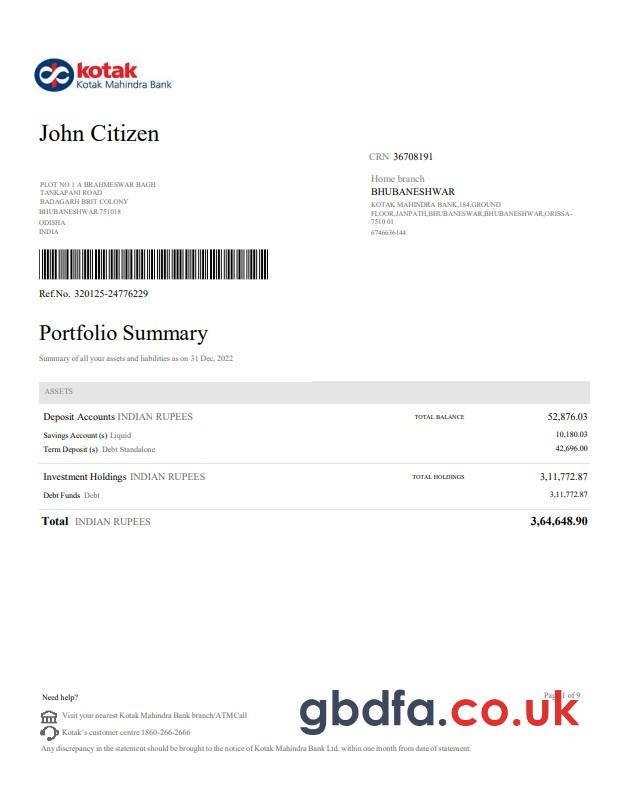 kotak
Kotak Mahindra Bank
John Citizen
CRN 36708191
Home branch
BHUBANESHWAR
PLOT NO 1 A BRAHMESWAR BAGH
TANKAPANI ROAD
BADAGARH BRIT COLONY
BHUBANESHWAR 751018
ODISHA
INDIA
KOTAK MAHINDRA BANK,184,GROUND
FLOOR,JANPATH,BHUBANESWAR,BHUBANESHWAR,ORISSA-
7510 01
6746636144
Ref.No. 320125-24776229
Portfolio Summary
Summary of all your assets and liabilities as on 31 Dec, 2022
ASSETS
Deposit Accounts INDIAN RUPEES TOTAL BALANCE 52,876.03
Savings Account (s) Liquid 10,180.03
Term Deposit (s) Debt Standalone 42,696.00
Investment Holdings INDIAN RUPEES TOTAL HOLDINGS 3,11,772.87
Debt Funds Debt 3,11,772.87
Total INDIAN RUPEES 3,64,648.90
Need help?
Page 1 of 9
Visit your nearest Kotak Mahindra Bank branch/ATMCall
Kotak's customer centre 1860-266-2666
gbdfa.co.uk
Any discrepancy in the statement should be brought to the notice of Kotak Mahindra Bank Ltd. within one month from date of statement.